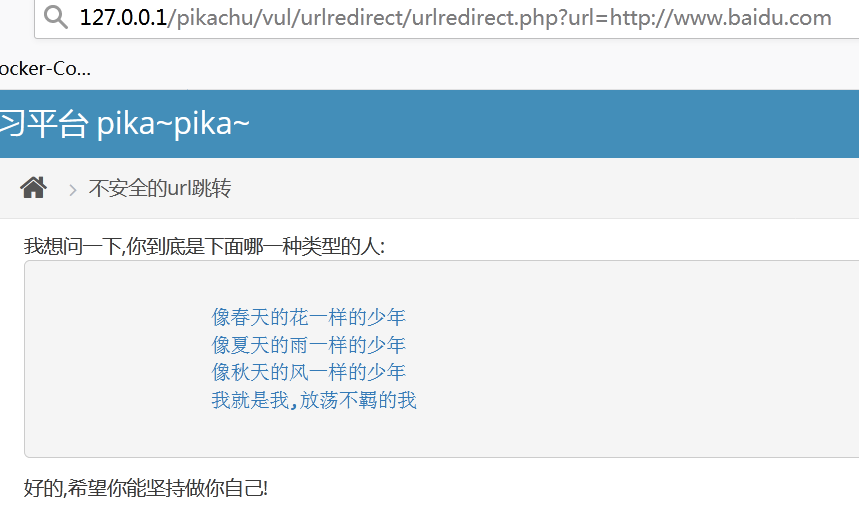 127.0.0.1/pikachu/vul/urlredirect/urlredirect.php?url=http://www.baidu.com
ocker-Co...
习平台 pika~pika~
不安全的url跳转
我想问一下,你到底是下面哪一种类型的人:
像春天的花一样的少年
像夏天的雨一样的少年
像秋天的风一样的少年
我就是我,放荡不羁的我
好的,希望你能坚持做你自己!